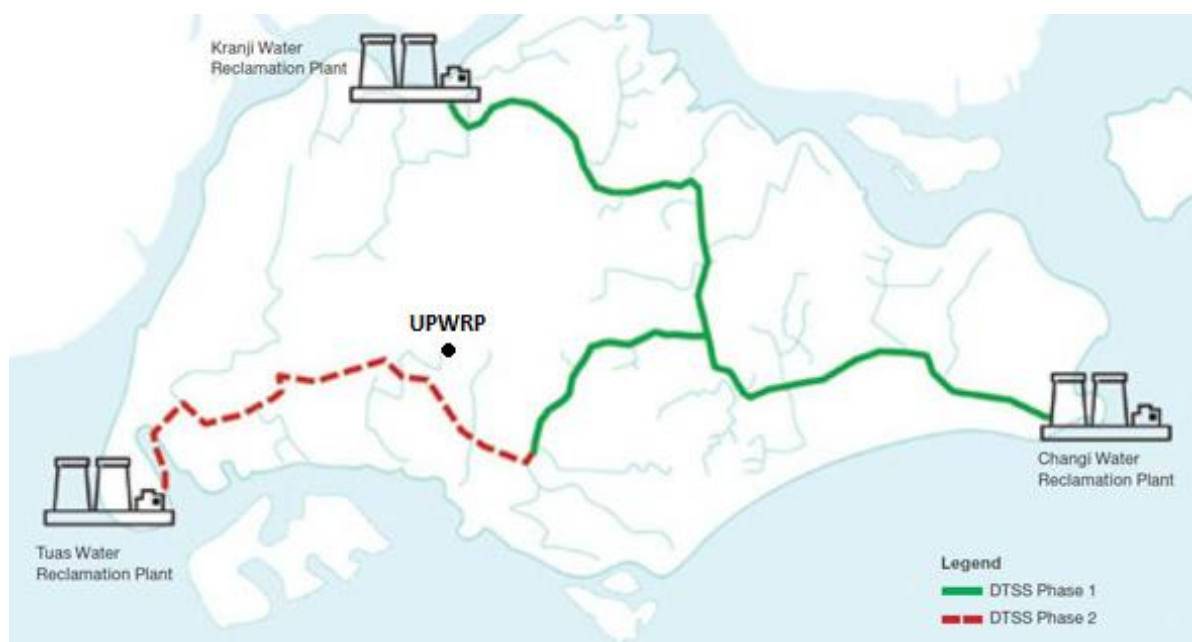 Kranji Water
Reclamation Plant
UPWRP
Changi Water
Reclamation Plant
Tuas Water
Reclamation Plant
Legend
DTSS Phase 1
DTSS Phase 2